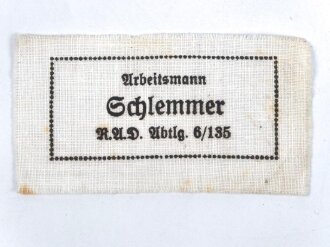 Arbeitsmann
Schlemmer
R.A.D. Abtlg. 6/135